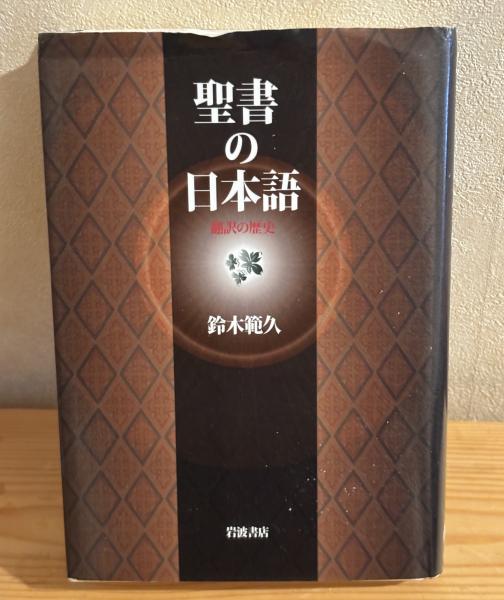 聖書
の
日本語
翻訳の歴史
鈴木範久
岩波書店